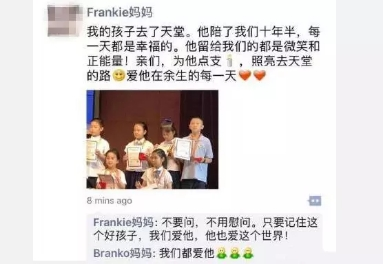 Frankie妈妈
我的孩子去了天堂。他陪了我们十年半，每
一天都是幸福的。他留给我们的都是微笑和
正能量！亲们，为他点支🕯，照亮去天堂
的路😊爱他在余生的每一天❤❤
8 mins ago
Frankie妈妈: 不要问，不用慰问。只要记住这
个好孩子，我们爱他，他也爱这个世界！
Branko妈妈: 我们都爱他